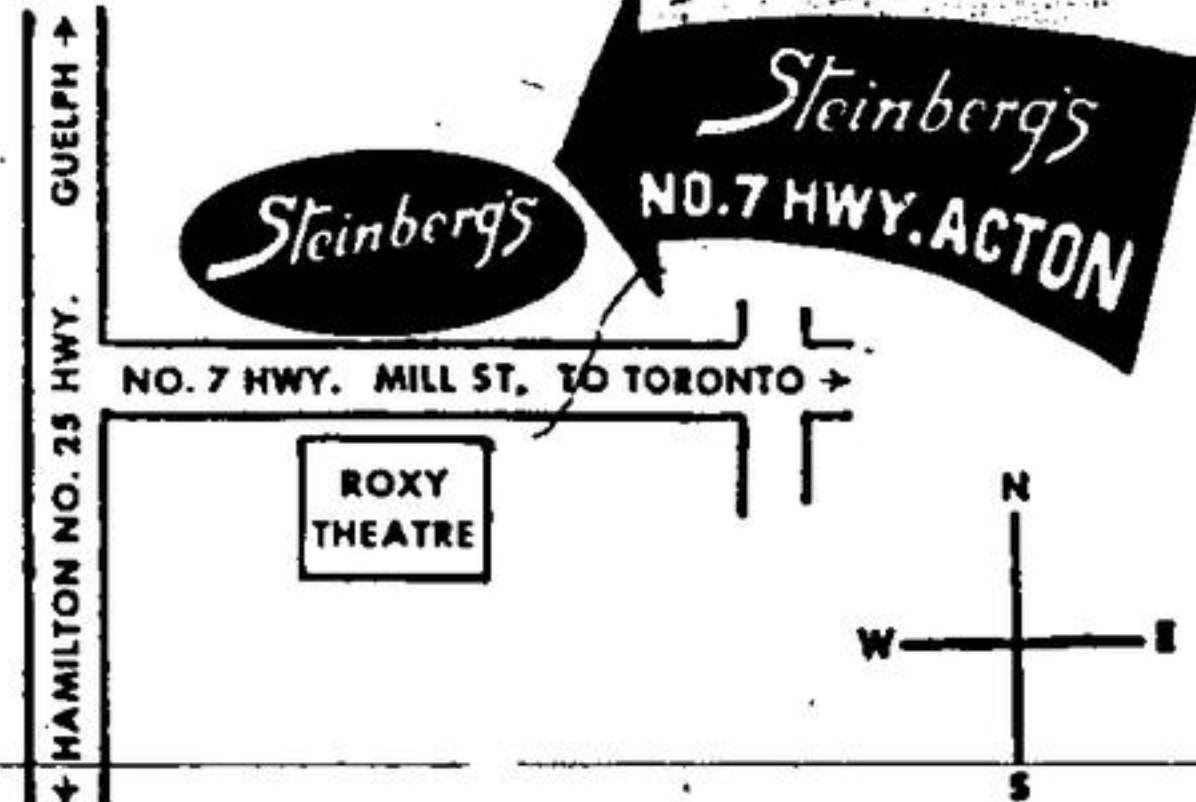 Steinberg's
NO.7 HWY. ACTON
Steinberg's
GUELPH →
← HAMILTON NO. 25 HWY.
NO. 7 HWY. MILL ST. TO TORONTO →
ROXY
THEATRE
N
W E
S